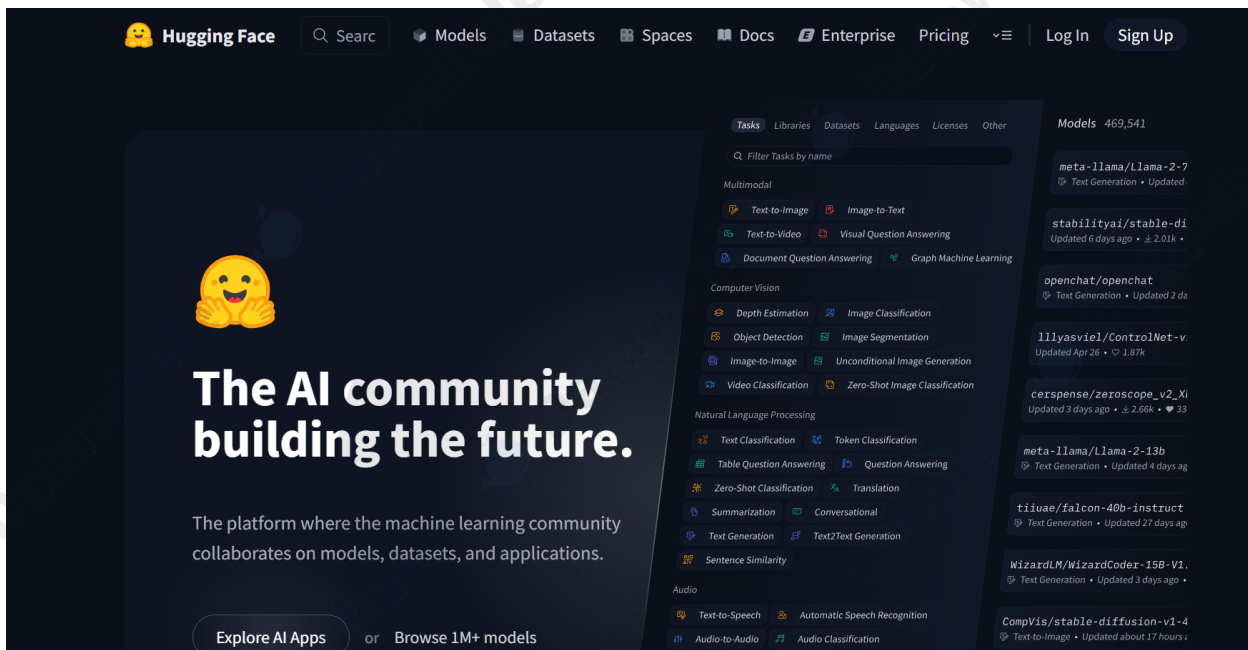 Hugging Face
Searc
Models
Datasets
Spaces
Docs
Enterprise
Pricing
Log In
Sign Up
The AI community
building the future.
The platform where the machine learning community
collaborates on models, datasets, and applications.
Explore AI Apps or Browse 1M+ models
Tasks Libraries Datasets Languages Licenses Other
Filter Tasks by name
Multimodal
Text-to-Image Image-to-Text
Text-to-Video Visual Question Answering
Document Question Answering Graph Machine Learning
Computer Vision
Depth Estimation Image Classification
Object Detection Image Segmentation
Image-to-Image Unconditional Image Generation
Video Classification Zero-Shot Image Classification
Natural Language Processing
Text Classification Token Classification
Table Question Answering Question Answering
Zero-Shot Classification Translation
Summarization Conversational
Text Generation Text2Text Generation
Sentence Similarity
Audio
Text-to-Speech Automatic Speech Recognition
Audio-to-Audio Audio Classification
Models 469,541
meta-llama/Llama-2-7
Text Generation • Updated
stabilityai/stable-di
Updated 6 days ago • 2.01k •
openchat/openchat
Text Generation • Updated 2 da
lllyasviel/ControlNet-v
Updated Apr 26 • 1.87k
cerspense/zeroscope_v2_X
Updated 3 days ago • 2.66k • 33
meta-llama/Llama-2-13b
Text Generation • Updated 4 days ag
tiiuae/falcon-40b-instruct
Text Generation • Updated 27 days ag
WizardLM/WizardCoder-15B-V1.
Text Generation • Updated 3 days ago •
CompVis/stable-diffusion-v1-4
Text-to-Image • Updated about 17 hours